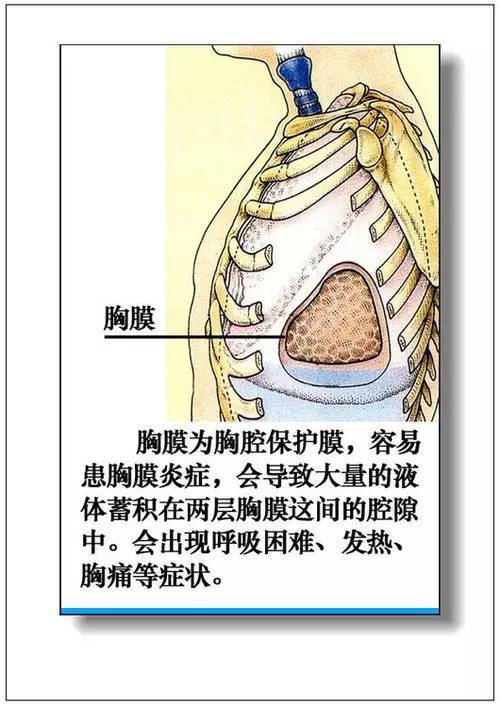 胸膜
胸膜为胸腔保护膜，容易
患胸膜炎症，会导致大量的液
体蓄积在两层胸膜这间的腔隙
中。会出现呼吸困难、发热、
胸痛等症状。